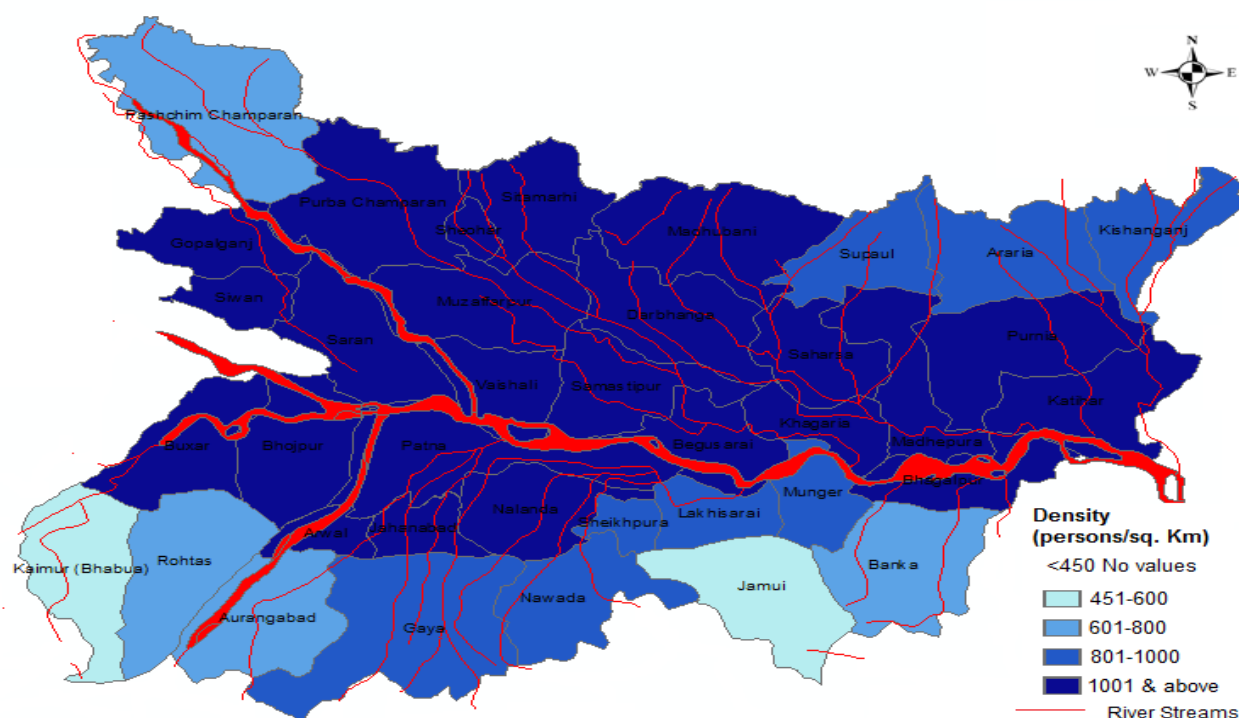 N
W E
S
Pashchim Champaran
Purba Champaran
Sitamarhi
Sheohar
Madhubani
Kishanganj
Gopalganj
Supaul
Araria
Siwan
Muzaffarpur
Darbhanga
Saran
Saharsa
Purnia
Vaishali
Samastipur
Katihar
Khagaria
Buxar
Bhojpur
Patna
Begusarai
Madhepura
Bhagalpur
Munger
Nalanda
Lakhisarai
Sheikhpura
Arwal
Jahanabad
Kaimur (Bhabua)
Rohtas
Jamui
Banka
Nawada
Aurangabad
Gaya
Density
(persons/sq. Km)
<450 No values
451-600
601-800
801-1000
1001 & above
River Streams